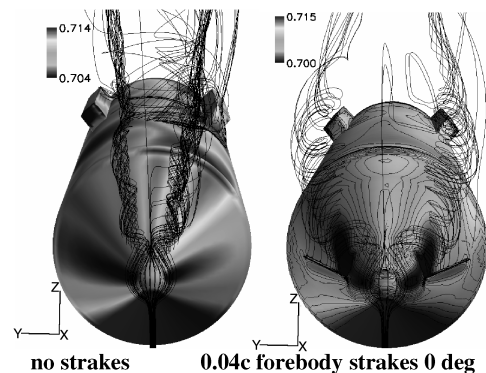 0.714
0.704
0.715
0.700
Z
Y
X
Z
Y
X
no strakes
0.04c forebody strakes 0 deg